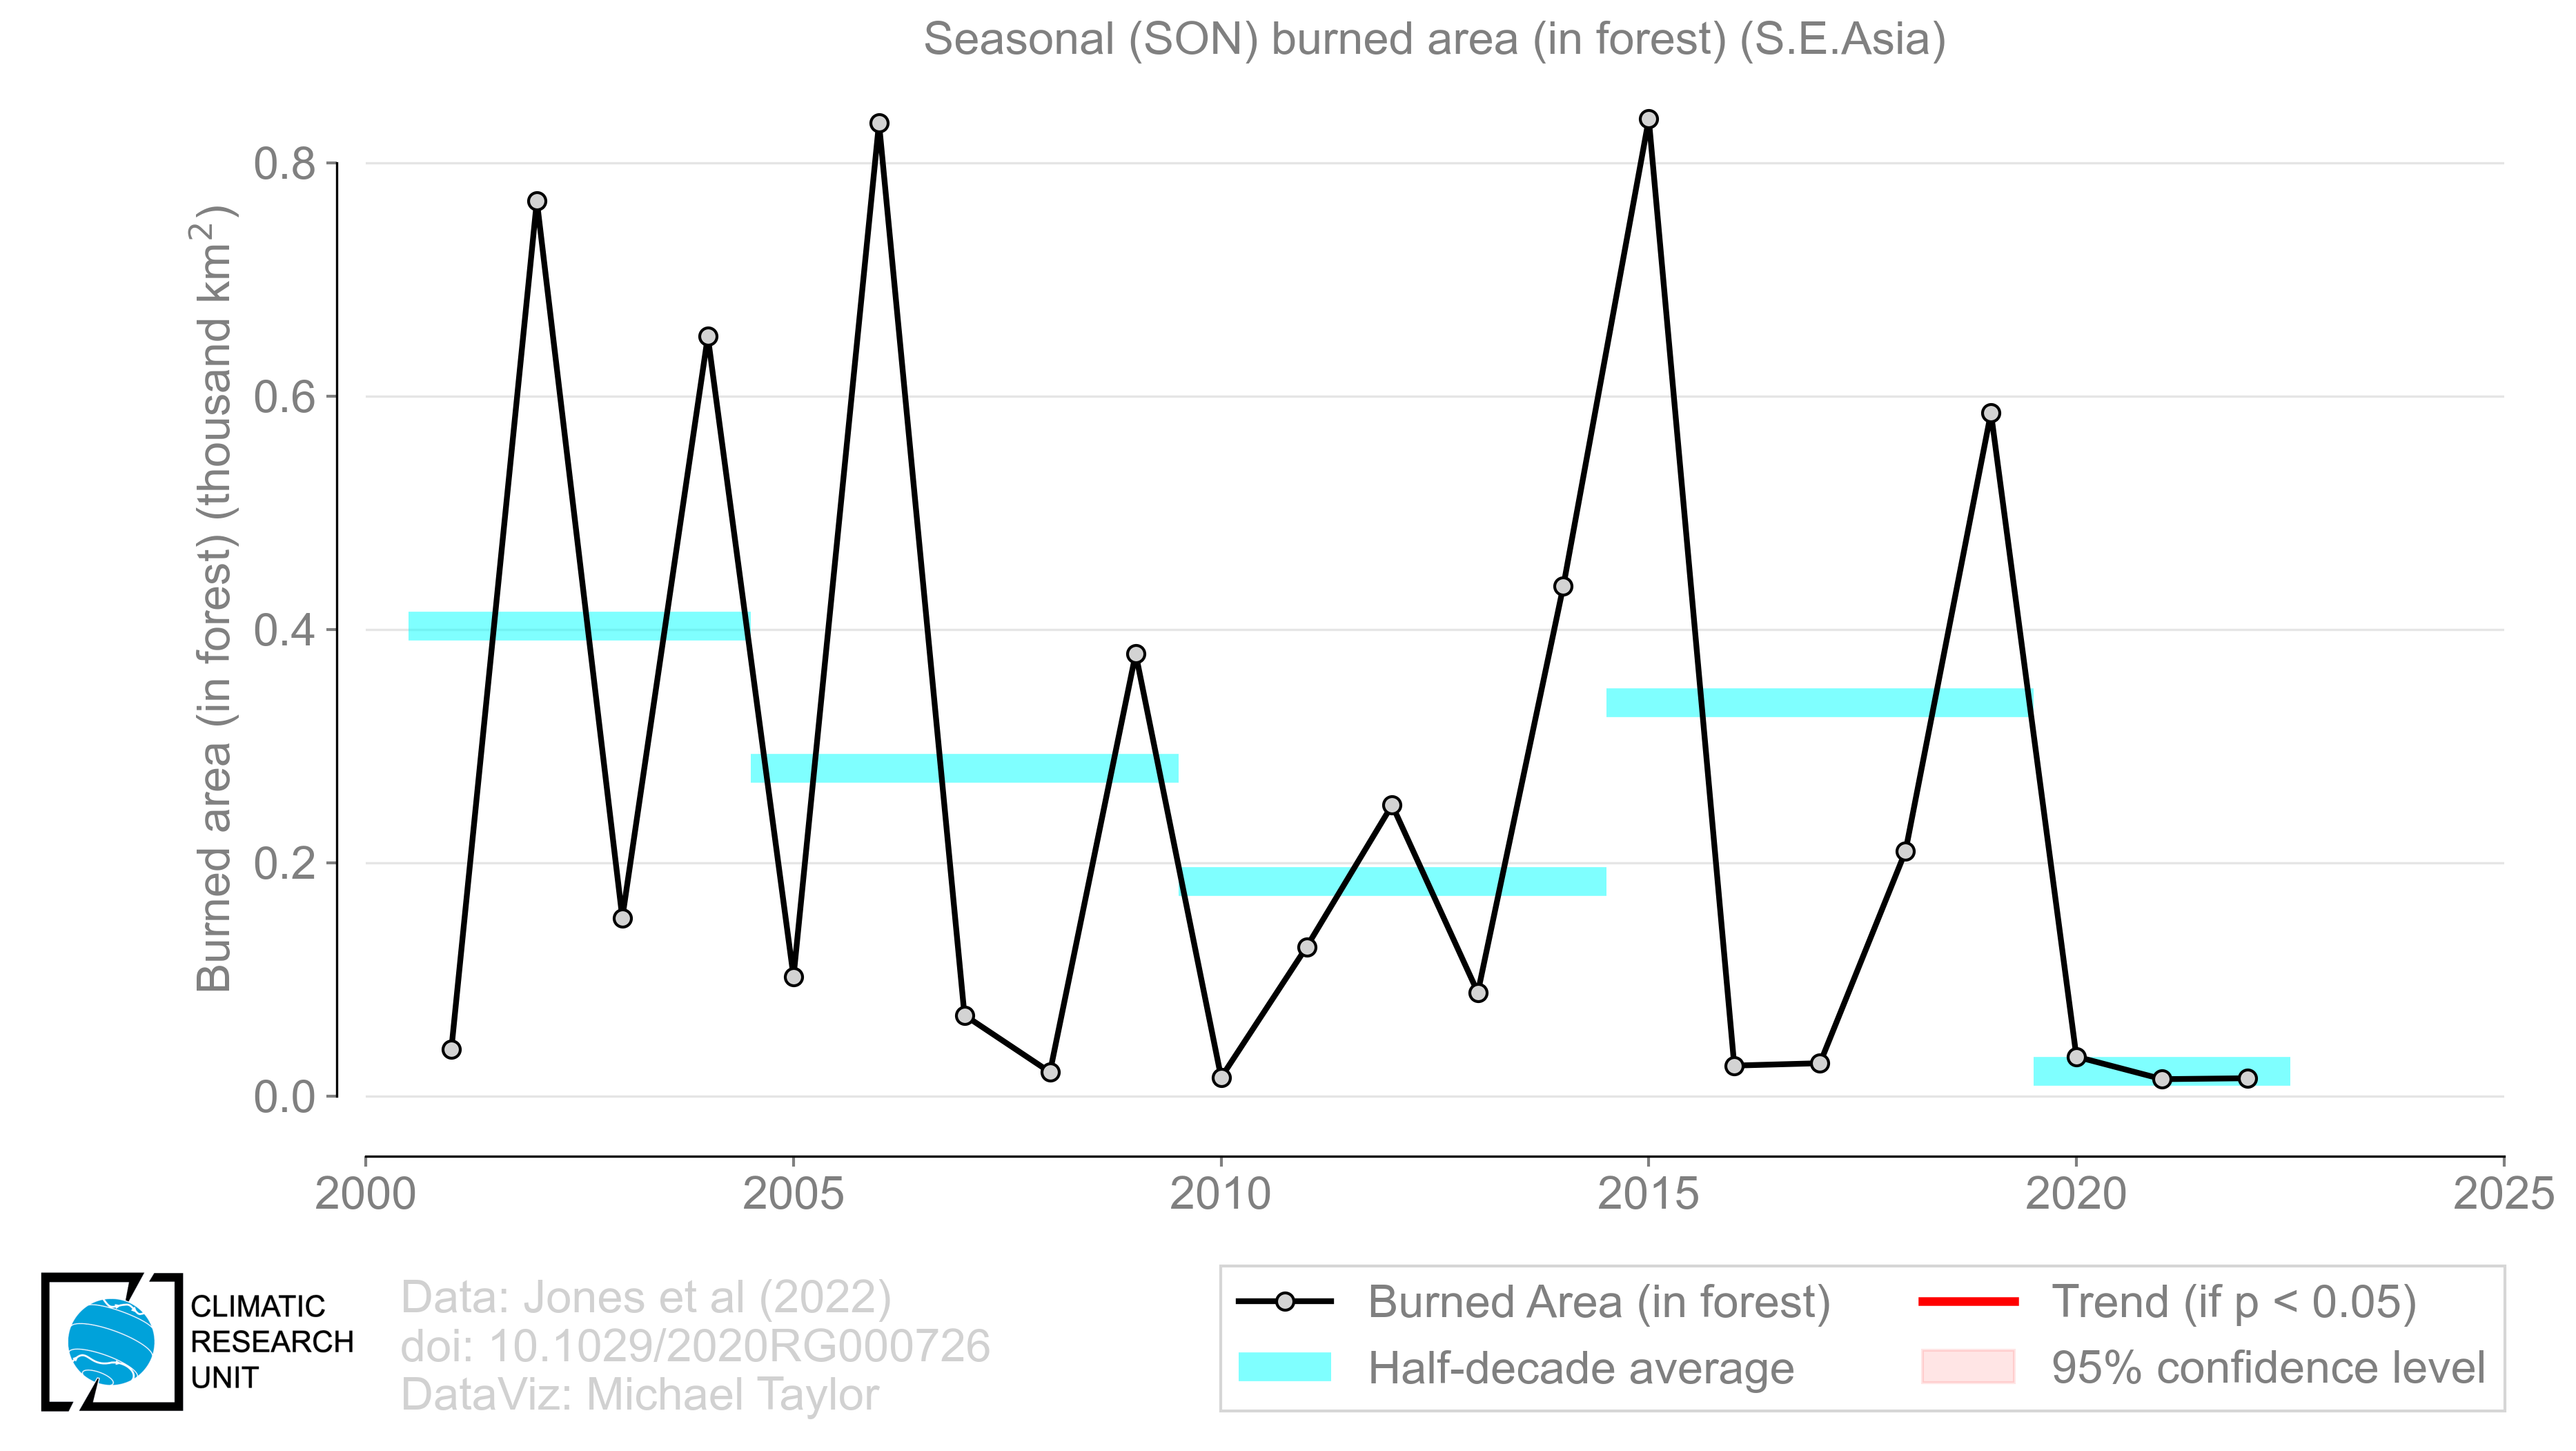 Seasonal (SON) burned area (in forest) (S.E.Asia)
Burned area (in forest) (thousand km²)
0.8
0.6
0.4
0.2
0.0
2000
2005
2010
2015
2020
2025
CLIMATIC
RESEARCH
UNIT
Data: Jones et al (2022)
doi: 10.1029/2020RG000726
DataViz: Michael Taylor
Burned Area (in forest)
Half-decade average
Trend (if p < 0.05)
95% confidence level